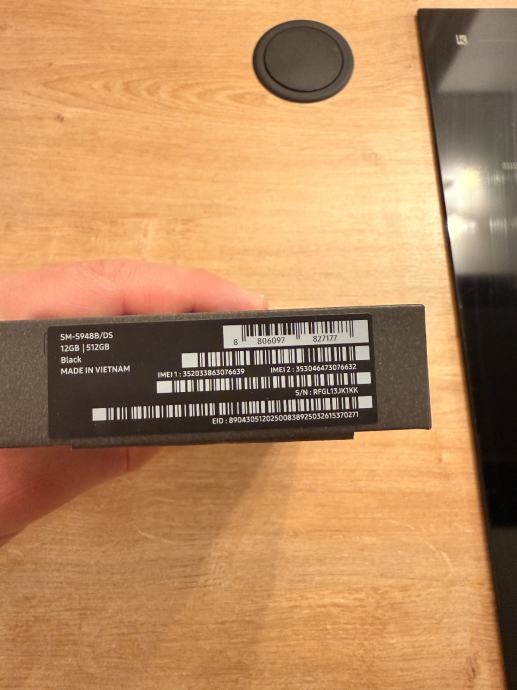 SM-S948B/DS
12GB | 512GB
Black
MADE IN VIETNAM
8 806097 827177
IMEI 1 : 352033863076639
IMEI 2 : 353046473076632
S/N : RFGL13JK1KK
EID : 89043051202500838925032615370271